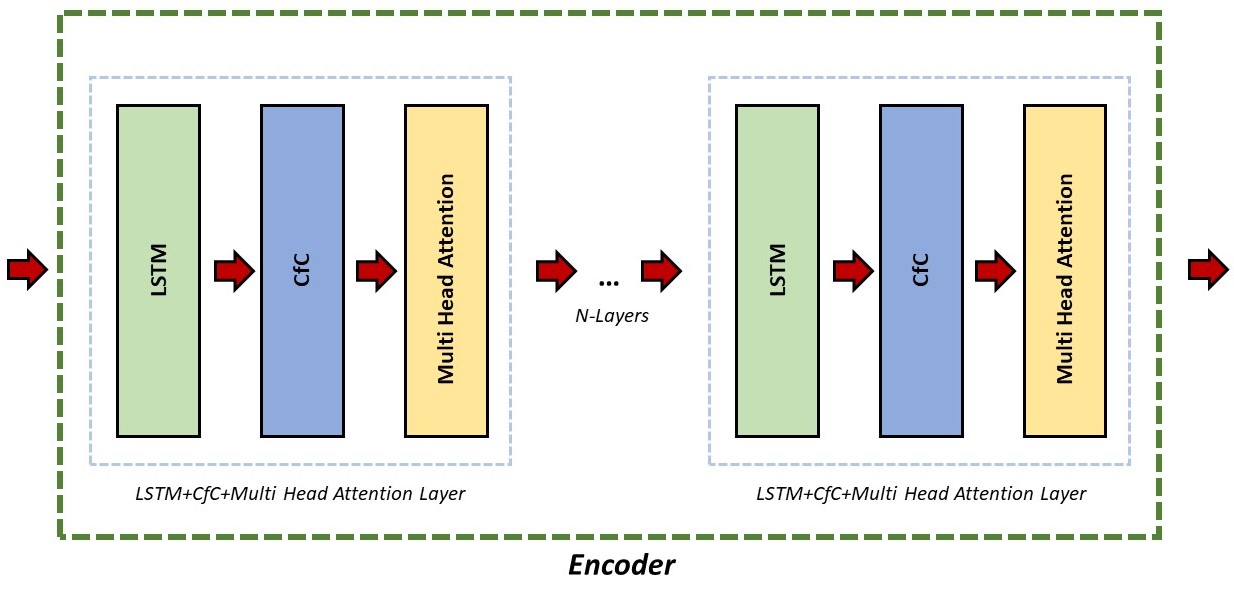 LSTM
CfC
Multi Head Attention
...
N-Layers
LSTM
CfC
Multi Head Attention
LSTM+CfC+Multi Head Attention Layer
LSTM+CfC+Multi Head Attention Layer
Encoder